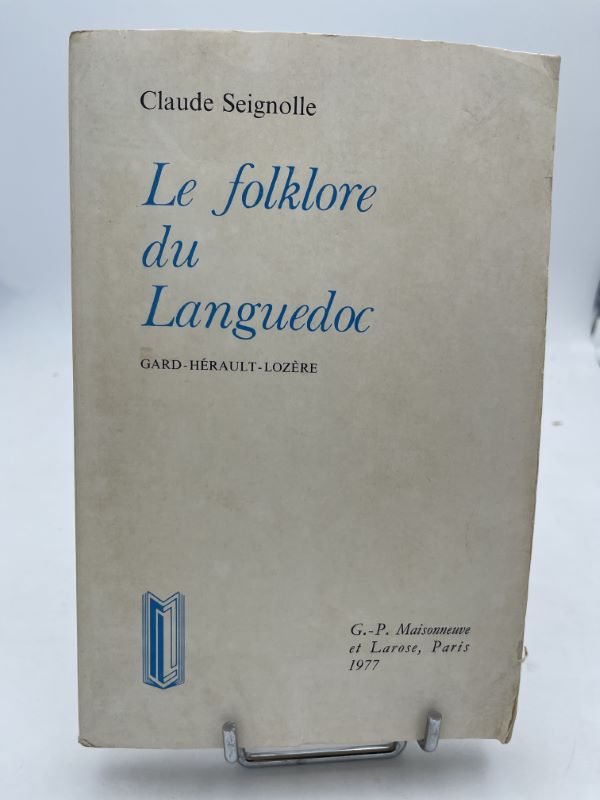 Claude Seignolle
Le folklore
du
Languedoc
GARD-HÉRAULT-LOZÈRE
G.-P. Maisonneuve
et Larose, Paris
1977